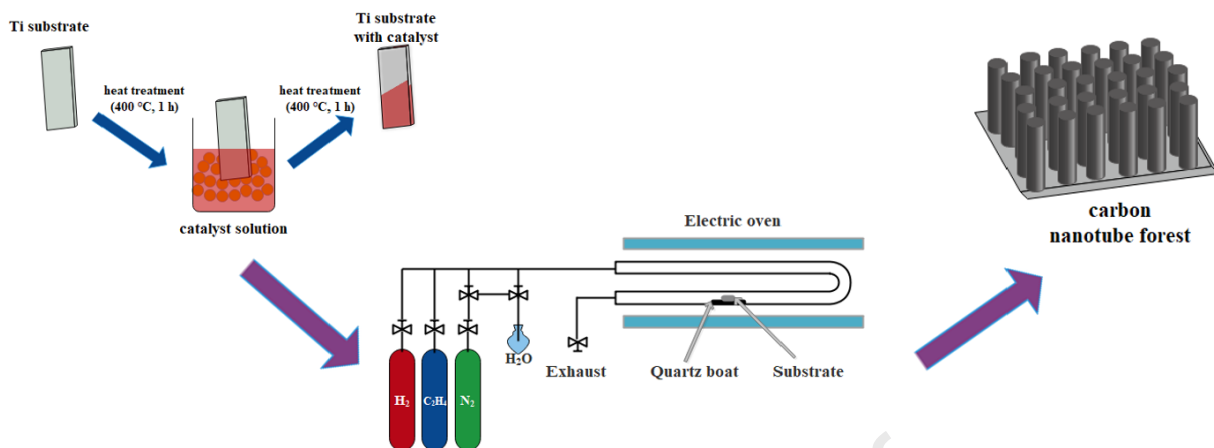 Ti substrate
heat treatment
(400 °C, 1 h)
catalyst solution
heat treatment
(400 °C, 1 h)
Ti substrate
with catalyst
Electric oven
H₂O
Exhaust
Quartz boat
Substrate
H₂
C₂H₄
N₂
carbon
nanotube forest